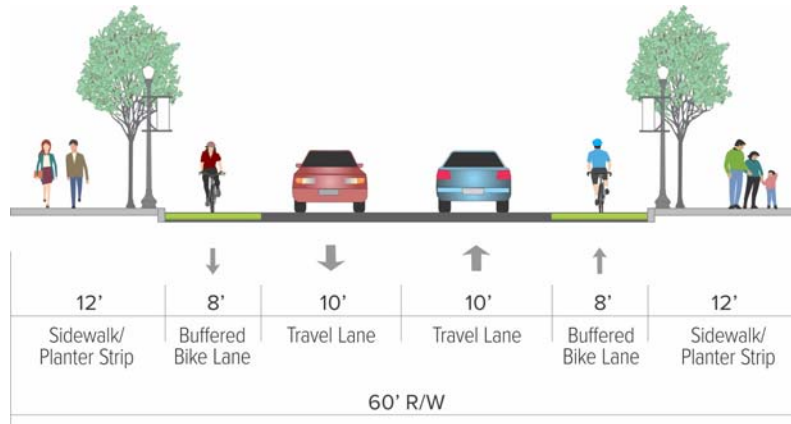 12’ 8’ 10’ 10’ 8’ 12’
Sidewalk/ Buffered Travel Lane Travel Lane Buffered Sidewalk/
Planter Strip Bike Lane Bike Lane Planter Strip
60’ R/W